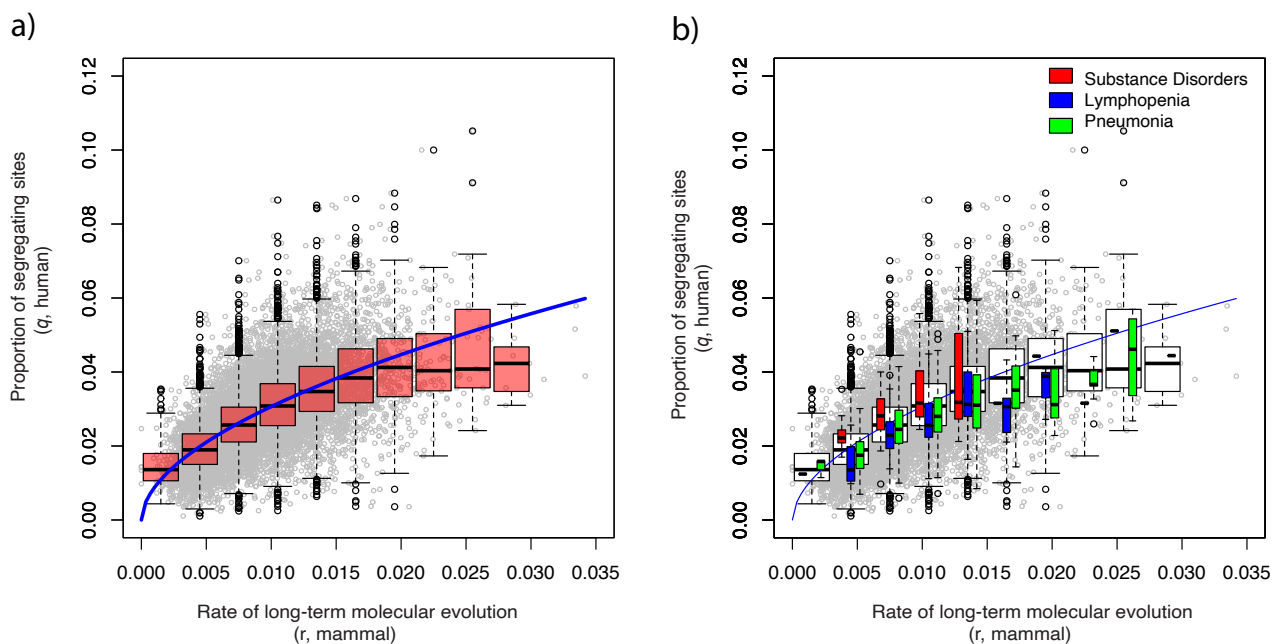 a)
Proportion of segregating sites
(q, human)
0.12
0.10
0.08
0.06
0.04
0.02
0.00
0.000 0.005 0.010 0.015 0.020 0.025 0.030 0.035
Rate of long-term molecular evolution
(r, mammal)
b)
Proportion of segregating sites
(q, human)
0.12
0.10
0.08
0.06
0.04
0.02
0.00
Substance Disorders
Lymphopenia
Pneumonia
0.000 0.005 0.010 0.015 0.020 0.025 0.030 0.035
Rate of long-term molecular evolution
(r, mammal)